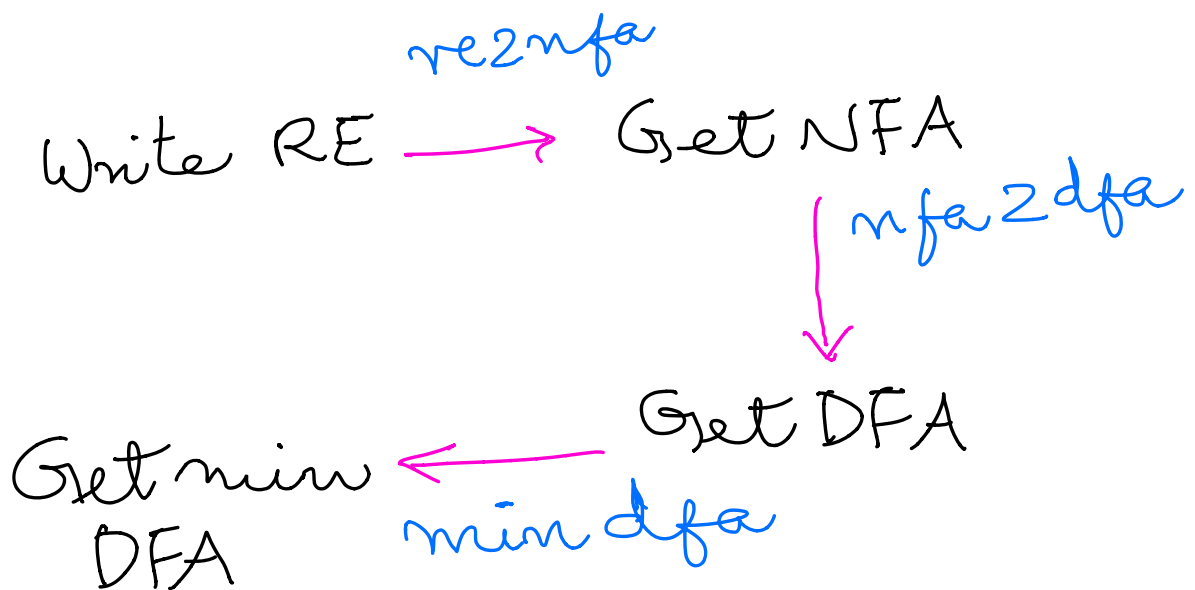 re2nfa
Write RE
Get NFA
nfa2dfa
Get DFA
Get min
DFA
min dfa